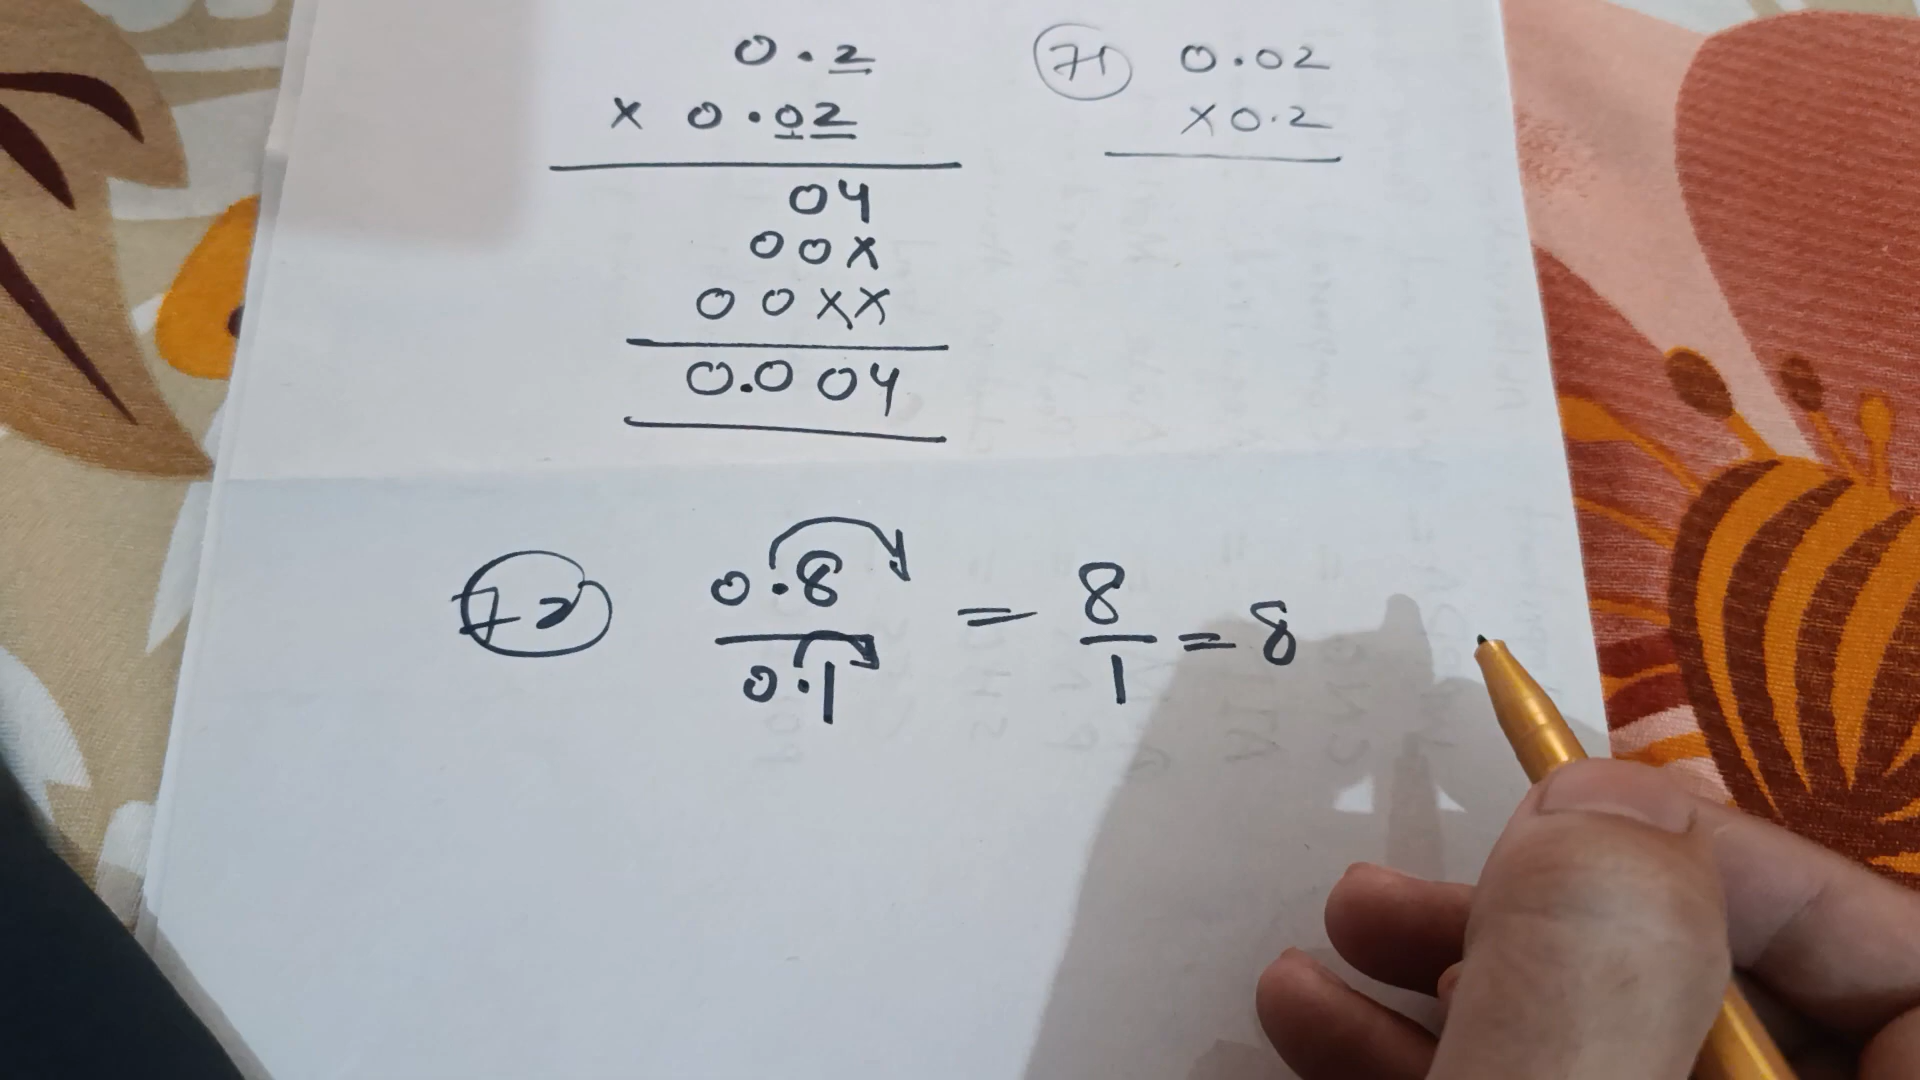 0.2
x 0.02
04
00x
00xx
0.004
71 0.02
x0.2
72 0.8/0.1 = 8/1 = 8